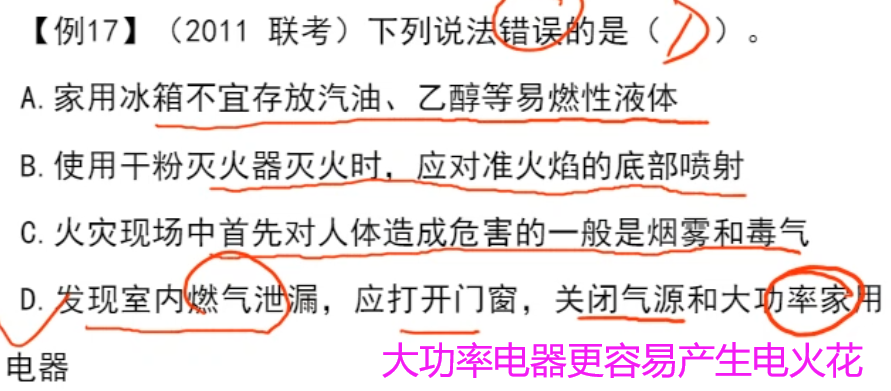 【例17】（2011 联考）下列说法错误的是（D）。
A.家用冰箱不宜存放汽油、乙醇等易燃性液体
B.使用干粉灭火器灭火时，应对准火焰的底部喷射
C.火灾现场中首先对人体造成危害的一般是烟雾和毒气
D.发现室内燃气泄漏，应打开门窗，关闭气源和大功率家用
电器
大功率电器更容易产生电火花